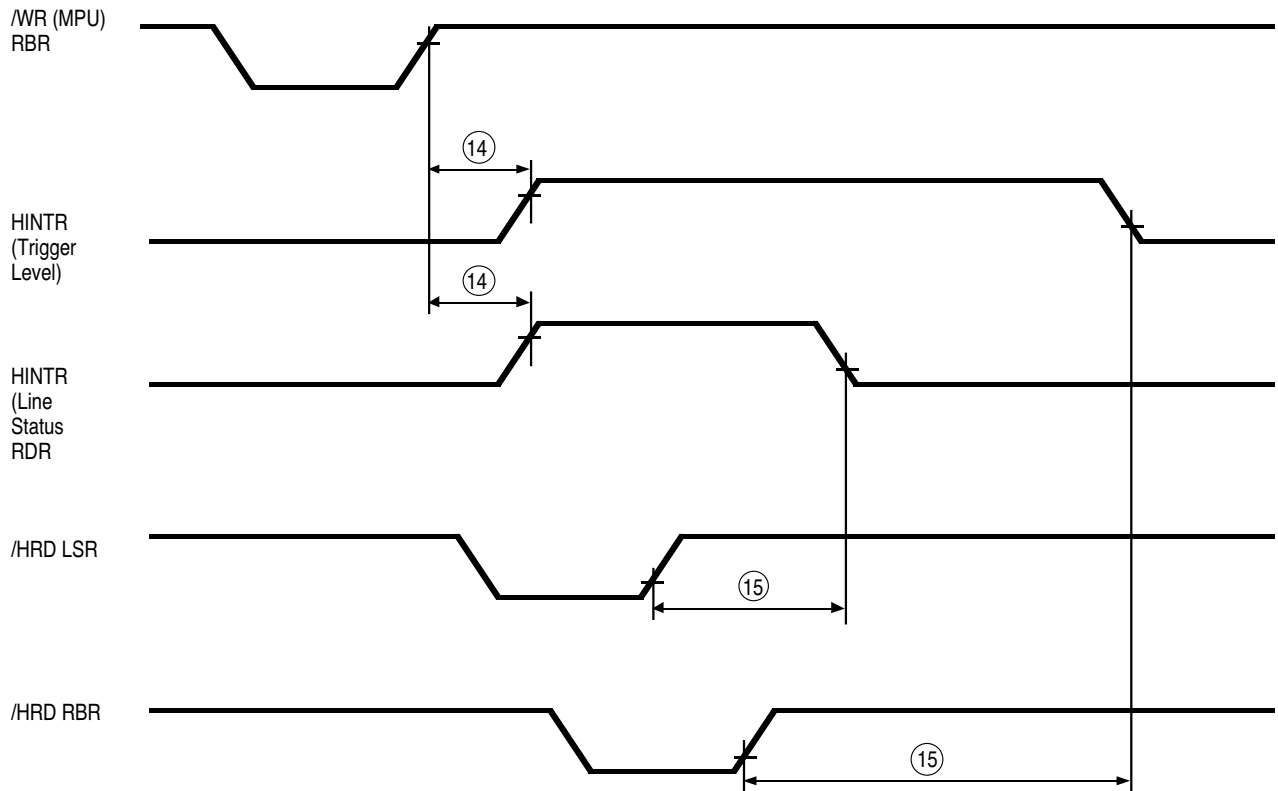 /WR (MPU)
RBR
14
HINTR
(Trigger
Level)
14
HINTR
(Line
Status
RDR
/HRD LSR
15
/HRD RBR
15